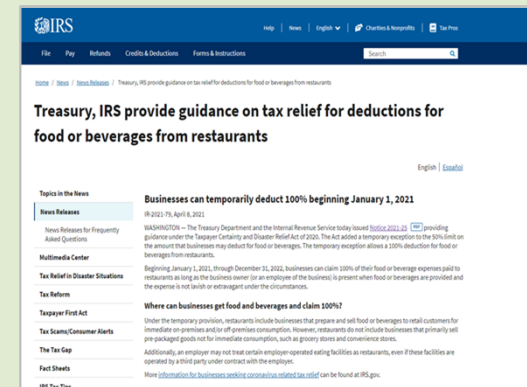 IRS
Help | News | English | Charities & Nonprofits | Tax Pros
File Pay Refunds Credits & Deductions Forms & Instructions Search
Home / News / News Releases / Treasury, IRS provide guidance on tax relief for deductions for food or beverages from restaurants
Treasury, IRS provide guidance on tax relief for deductions for
food or beverages from restaurants
English | Español
Topics in the News
News Releases
News Releases for Frequently
Asked Questions
Multimedia Center
Tax Relief in Disaster Situations
Tax Reform
Taxpayer First Act
Tax Scams/Consumer Alerts
The Tax Gap
Fact Sheets
IRS Tax Tips
Businesses can temporarily deduct 100% beginning January 1, 2021
IR-2021-79, April 8, 2021
WASHINGTON — The Treasury Department and the Internal Revenue Service today issued Notice 2021-25 PDF providing
guidance under the Taxpayer Certainty and Disaster Relief Act of 2020. The Act added a temporary exception to the 50% limit on
the amount that businesses may deduct for food or beverages. The temporary exception allows a 100% deduction for food or
beverages from restaurants.
Beginning January 1, 2021, through December 31, 2022, businesses can claim 100% of their food or beverage expenses paid to
restaurants as long as the business owner (or an employee of the business) is present when food or beverages are provided and
the expense is not lavish or extravagant under the circumstances.
Where can businesses get food and beverages and claim 100%?
Under the temporary provision, restaurants include businesses that prepare and sell food or beverages to retail customers for
immediate on-premises and/or off-premises consumption. However, restaurants do not include businesses that primarily sell
pre-packaged goods not for immediate consumption, such as grocery stores and convenience stores.
Additionally, an employer may not treat certain employer-operated eating facilities as restaurants, even if these facilities are
operated by a third party under contract with the employer.
More information for businesses seeking coronavirus related tax relief can be found at IRS.gov.